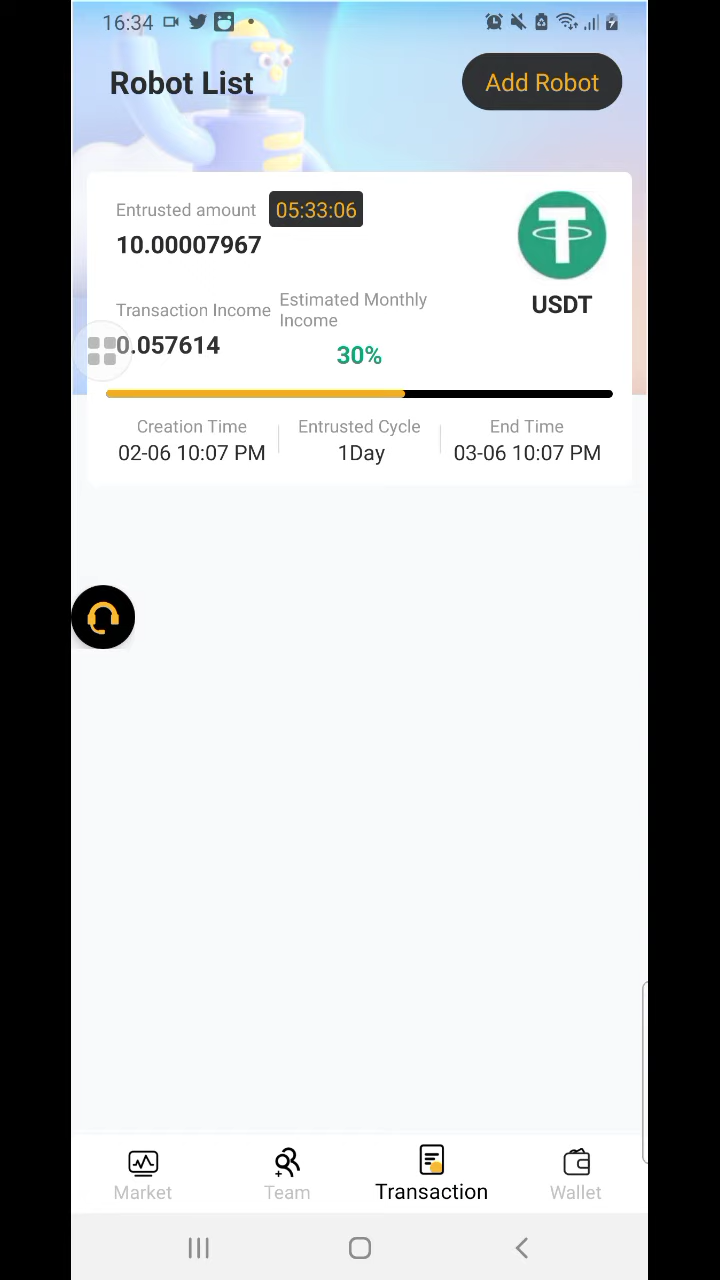 16:34
Robot List
Add Robot
Entrusted amount 05:33:06
10.00007967
USDT
Transaction Income
Estimated Monthly
Income
0.057614
30%
Creation Time
Entrusted Cycle
End Time
02-06 10:07 PM
1Day
03-06 10:07 PM
Market
Team
Transaction
Wallet